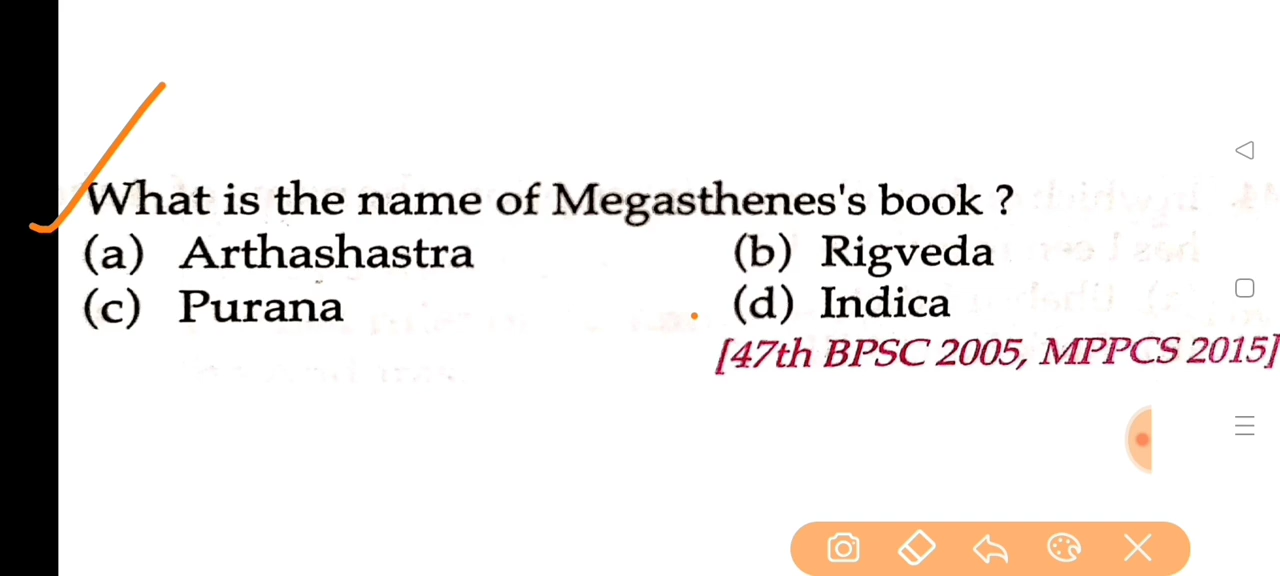 What is the name of Megasthenes's book ?
(a) Arthashastra (b) Rigveda
(c) Purana (d) Indica
[47th BPSC 2005, MPPCS 2015]